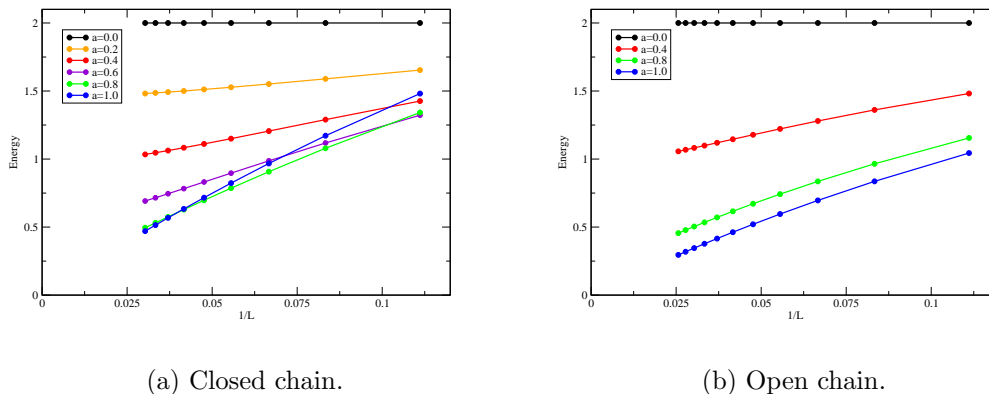 2
1.5
1
0.5
0
Energy
0
0.025
0.05
0.075
0.1
1/L
a=0.0
a=0.2
a=0.4
a=0.6
a=0.8
a=1.0
(a) Closed chain.
2
1.5
1
0.5
0
Energy
0
0.025
0.05
0.075
0.1
1/L
a=0.0
a=0.4
a=0.8
a=1.0
(b) Open chain.